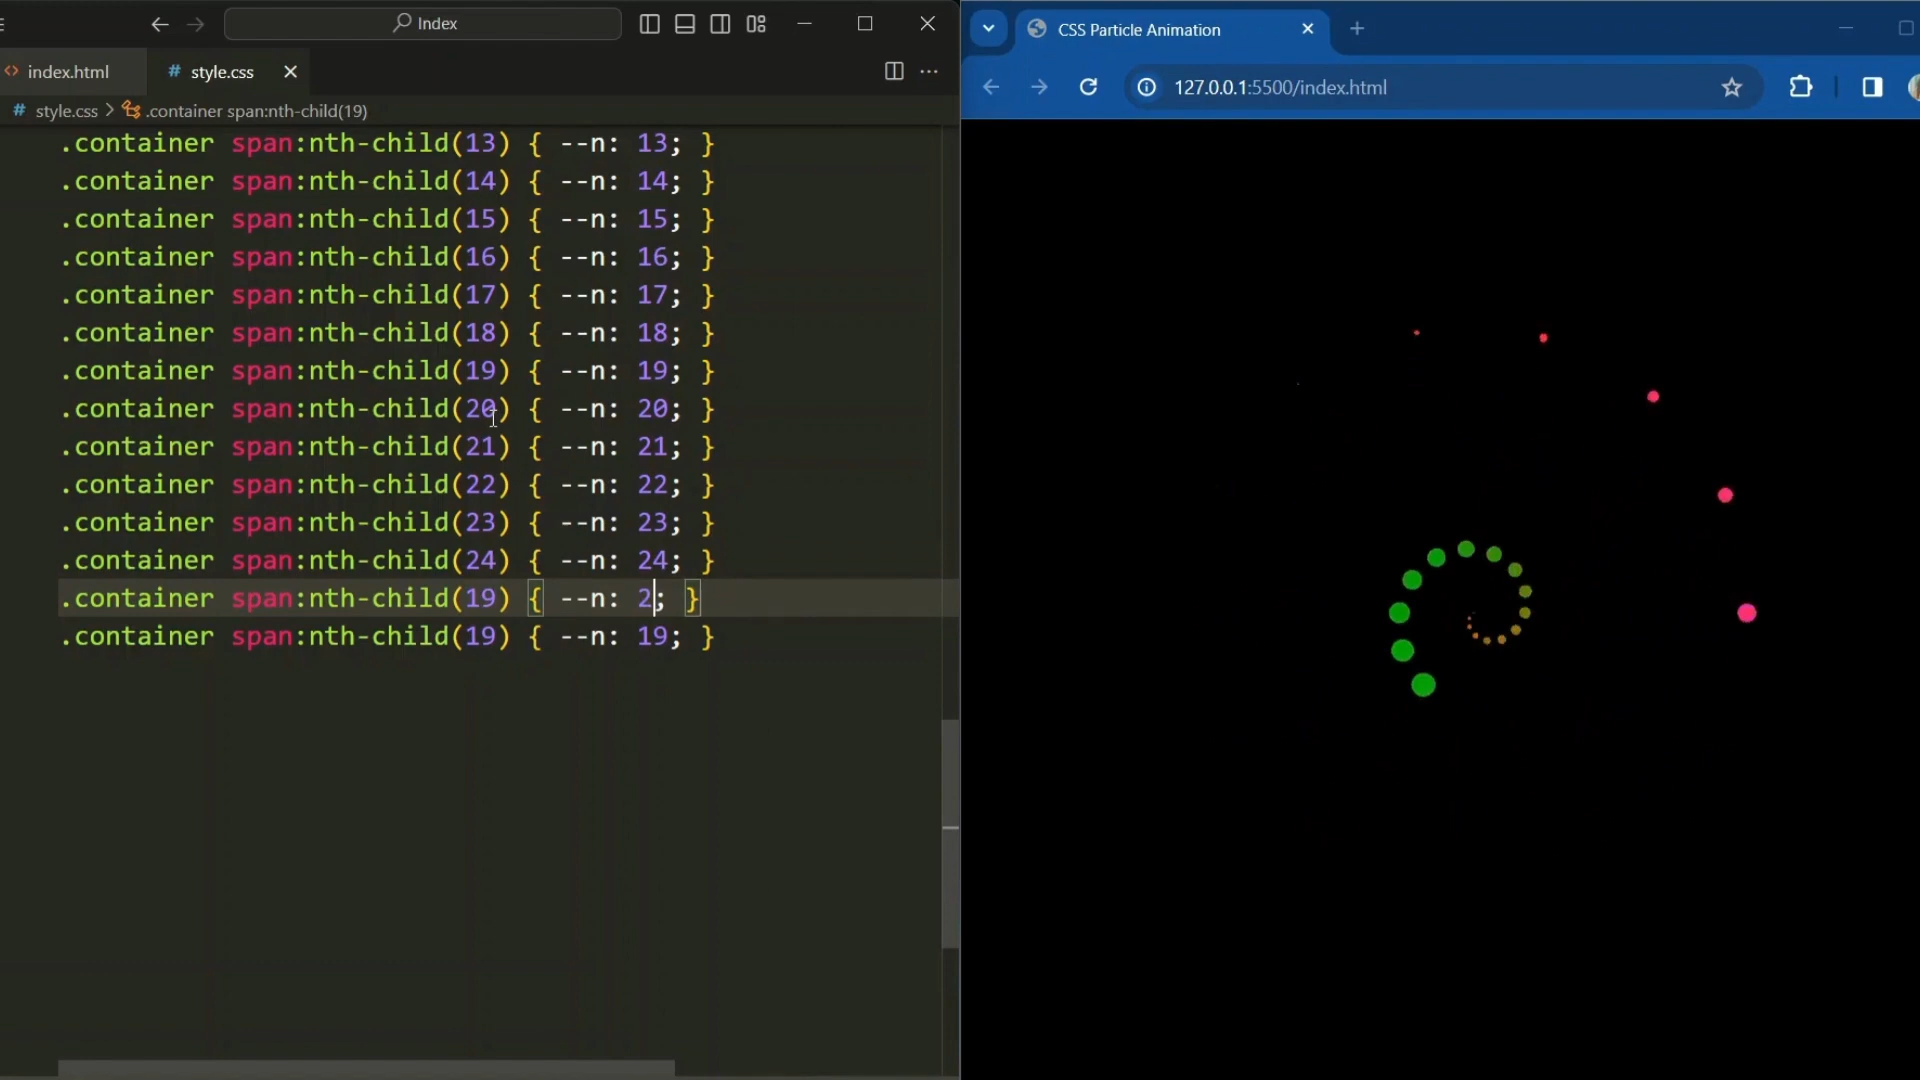 Index
index.html
style.css
style.css > .container span:nth-child(19)
.container span:nth-child(13) { --n: 13; }
.container span:nth-child(14) { --n: 14; }
.container span:nth-child(15) { --n: 15; }
.container span:nth-child(16) { --n: 16; }
.container span:nth-child(17) { --n: 17; }
.container span:nth-child(18) { --n: 18; }
.container span:nth-child(19) { --n: 19; }
.container span:nth-child(20) { --n: 20; }
.container span:nth-child(21) { --n: 21; }
.container span:nth-child(22) { --n: 22; }
.container span:nth-child(23) { --n: 23; }
.container span:nth-child(24) { --n: 24; }
.container span:nth-child(19) { --n: 2; }
.container span:nth-child(19) { --n: 19; }
CSS Particle Animation
127.0.0.1:5500/index.html